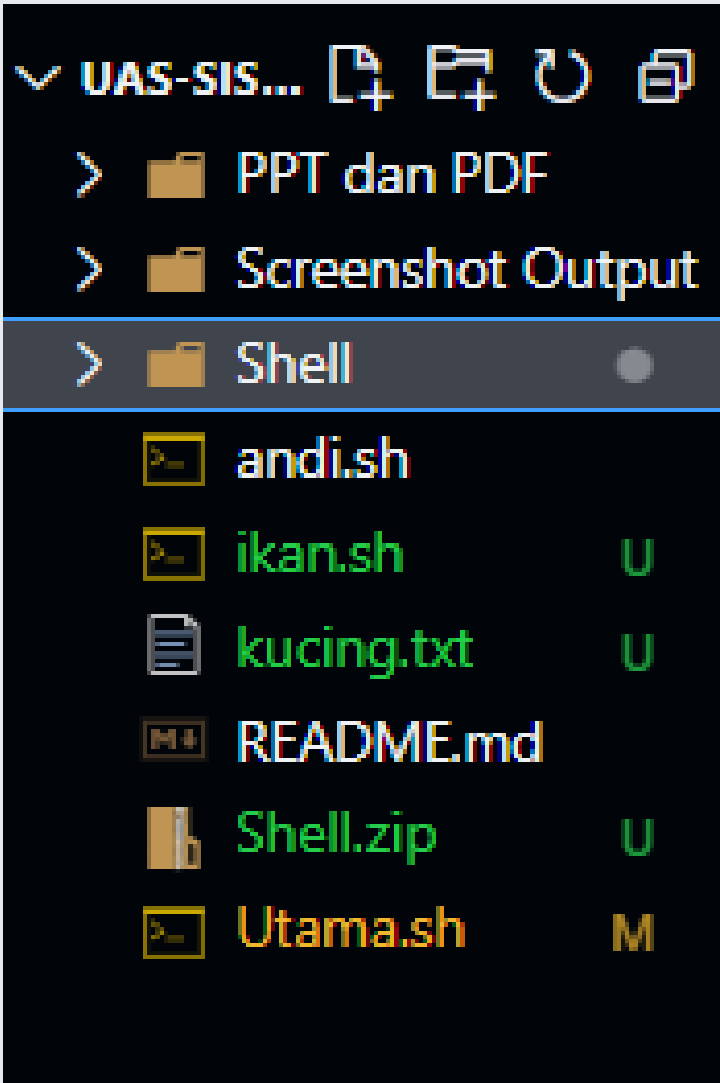 UAS-SIS...
PPT dan PDF
Screenshot Output
Shell
andi.sh
ikan.sh U
kucing.txt U
M README.md
Shell.zip U
Utama.sh M